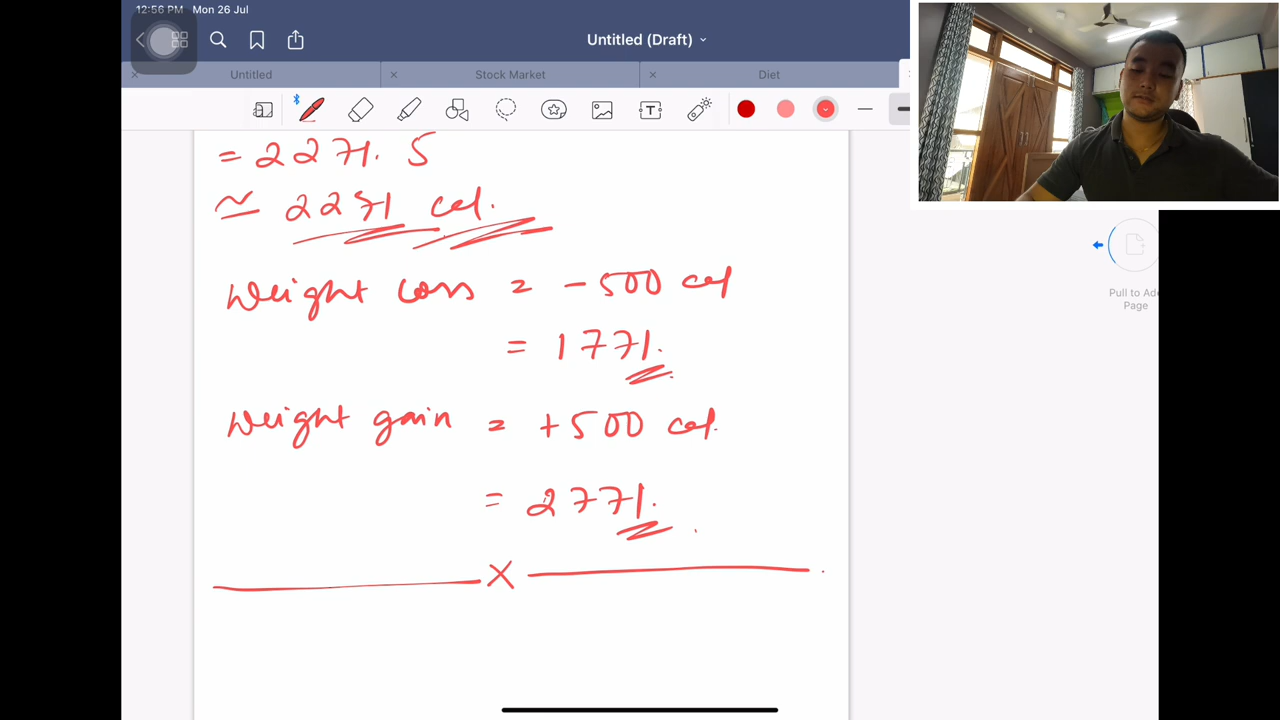 12:56 PM Mon 26 Jul
Untitled (Draft)
Untitled
Stock Market
Diet
= 2271. 5
≃ 2271 cal.
Weight loss = - 500 cal
= 1771.
Weight gain = + 500 cal.
= 2771.
X
Pull to Add
Page